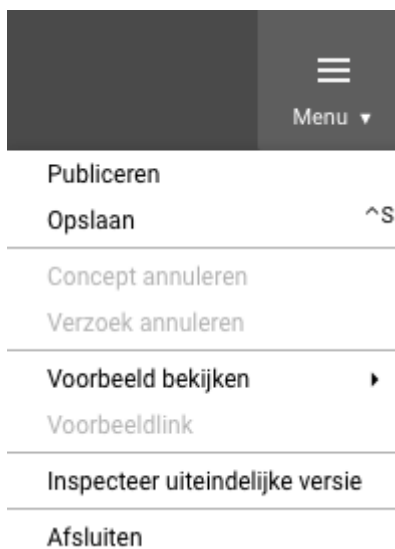 Menu ▼
Publiceren
Opslaan ^S
Concept annuleren
Verzoek annuleren
Voorbeeld bekijken
Voorbeeldlink
Inspecteer uiteindelijke versie
Afsluiten